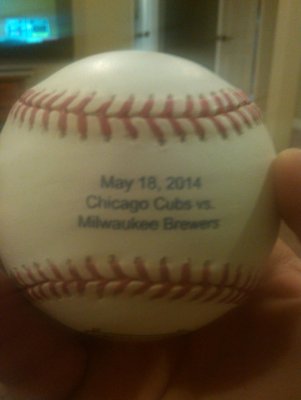 May 18, 2014
Chicago Cubs vs.
Milwaukee Brewers